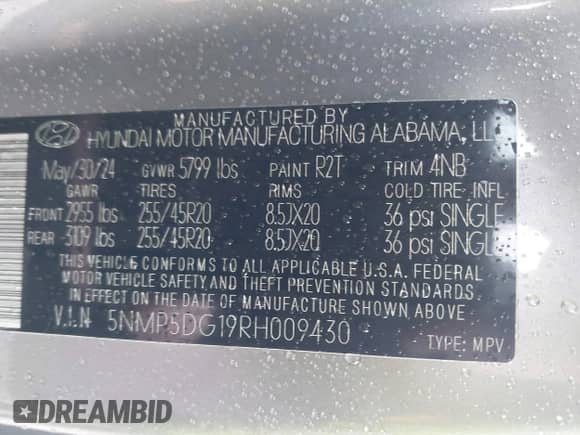 MANUFACTURED BY
HYUNDAI MOTOR MANUFACTURING ALABAMA, LL
May/30/24 GVWR 5799 lbs PAINT R2T TRIM 4NB
GAWR TIRES RIMS COLD TIRE INFL
FRONT 2955 lbs 255/45R20 8.5JX20 36 psi SINGLE
REAR 3109 lbs 255/45R20 8.5JX20 36 psi SINGLE
THIS VEHICLE CONFORMS TO ALL APPLICABLE U.S.A. FEDERAL
MOTOR VEHICLE SAFETY AND THEFT PREVENTION STANDARDS
IN EFFECT ON THE DATE OF MANUFACTURE SHOWN ABOVE
V.I.N 5NMP5DG19RH009430
TYPE: MPV
DREAMBID